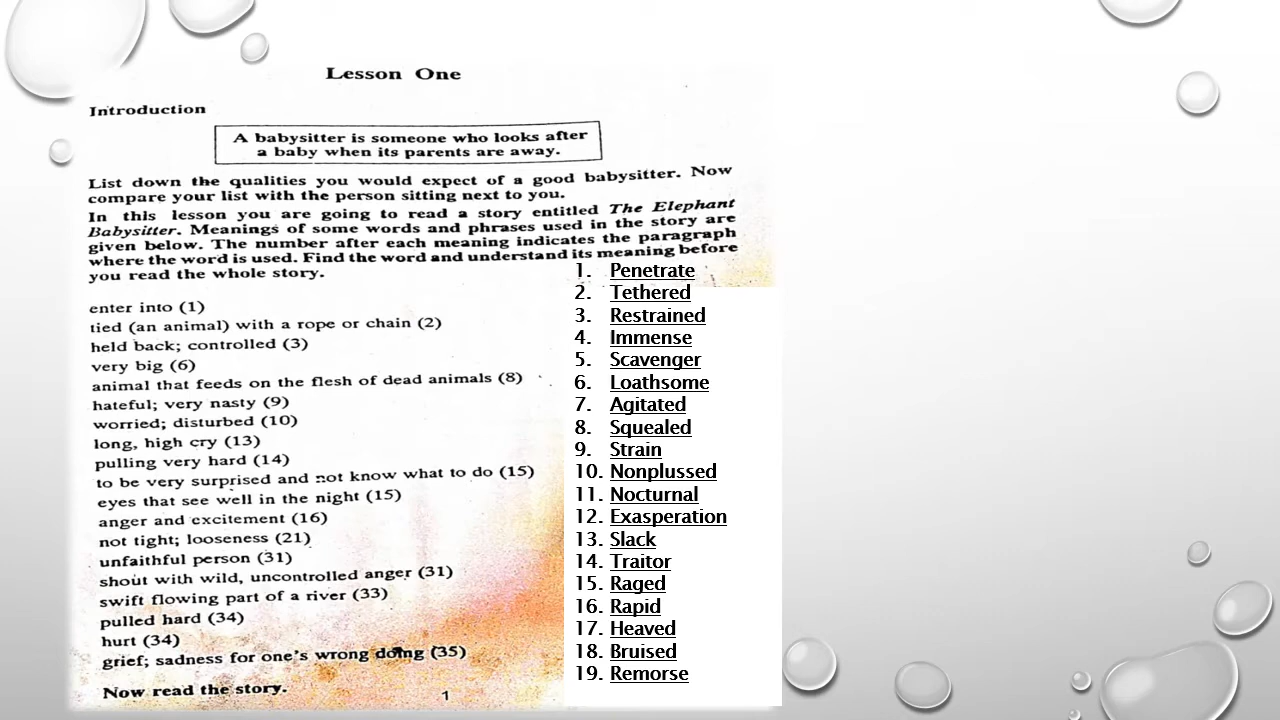 Lesson One
Introduction
A babysitter is someone who looks after
a baby when its parents are away.
List down the qualities you would expect of a good babysitter. Now
compare your list with the person sitting next to you.
In this lesson you are going to read a story entitled The Elephant
Babysitter. Meanings of some words and phrases used in the story are
given below. The number after each meaning indicates the paragraph
where the word is used. Find the word and understand its meaning before
you read the whole story.
enter into (1)
tied (an animal) with a rope or chain (2)
held back; controlled (3)
very big (6)
animal that feeds on the flesh of dead animals (8)
hateful; very nasty (9)
worried; disturbed (10)
long, high cry (13)
pulling very hard (14)
to be very surprised and not know what to do (15)
eyes that see well in the night (15)
anger and excitement (16)
not tight; looseness (21)
unfaithful person (31)
shout with wild, uncontrolled anger (31)
swift flowing part of a river (33)
pulled hard (34)
hurt (34)
grief; sadness for one's wrong doing (35)
Now read the story.
1
1. Penetrate
2. Tethered
3. Restrained
4. Immense
5. Scavenger
6. Loathsome
7. Agitated
8. Squealed
9. Strain
10. Nonplussed
11. Nocturnal
12. Exasperation
13. Slack
14. Traitor
15. Raged
16. Rapid
17. Heaved
18. Bruised
19. Remorse